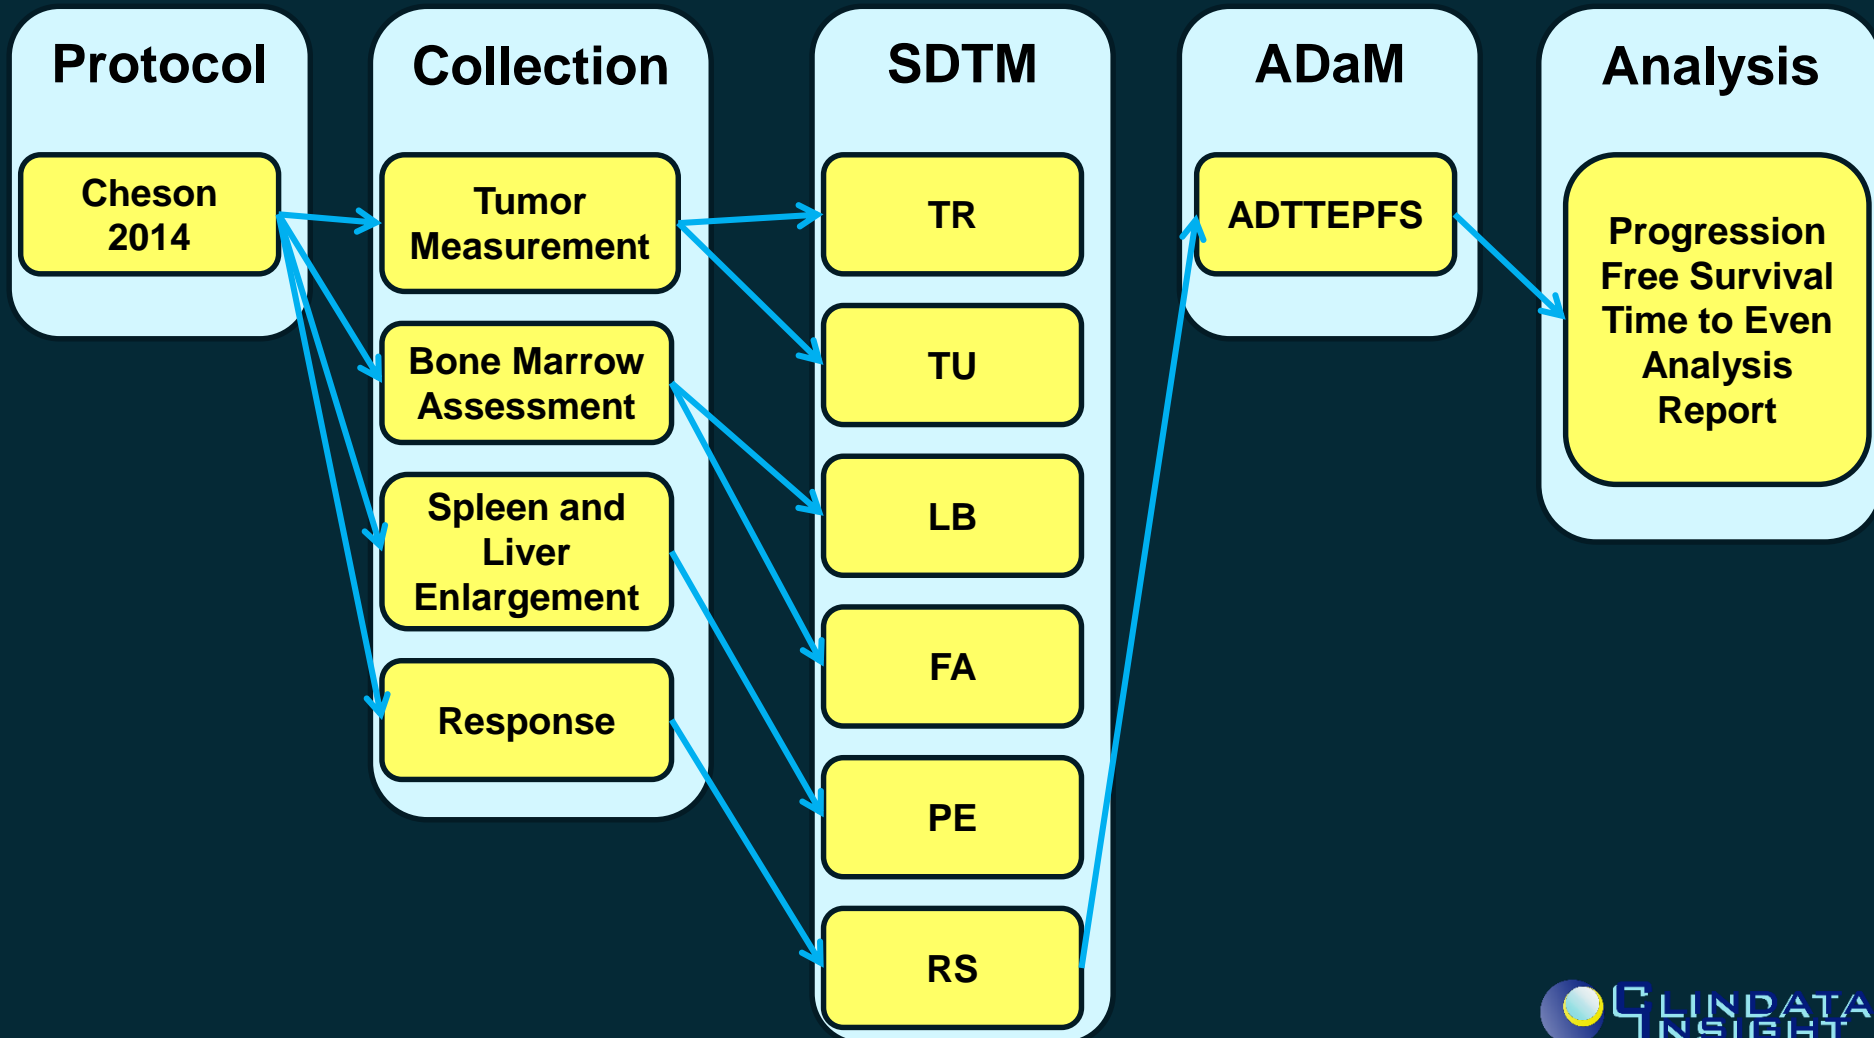 Protocol
Cheson
2014
Collection
Tumor
Measurement
Bone Marrow
Assessment
Spleen and
Liver
Enlargement
Response
SDTM
TR
TU
LB
FA
PE
RS
ADaM
ADTTEPFS
Analysis
Progression
Free Survival
Time to Even
Analysis
Report
CLINDATA
INSIGHT